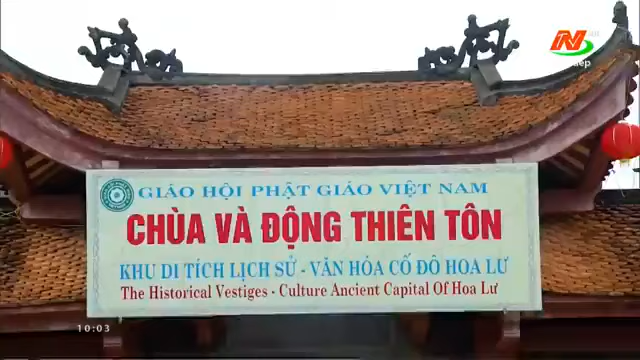 GIÁO HỘI PHẬT GIÁO VIỆT NAM
CHÙA VÀ ĐỘNG THIÊN TÔN
KHU DI TÍCH LỊCH SỬ - VĂN HÓA CỐ ĐÔ HOA LƯ
The Historical Vestiges - Culture Ancient Capital Of Hoa Lư
10:03